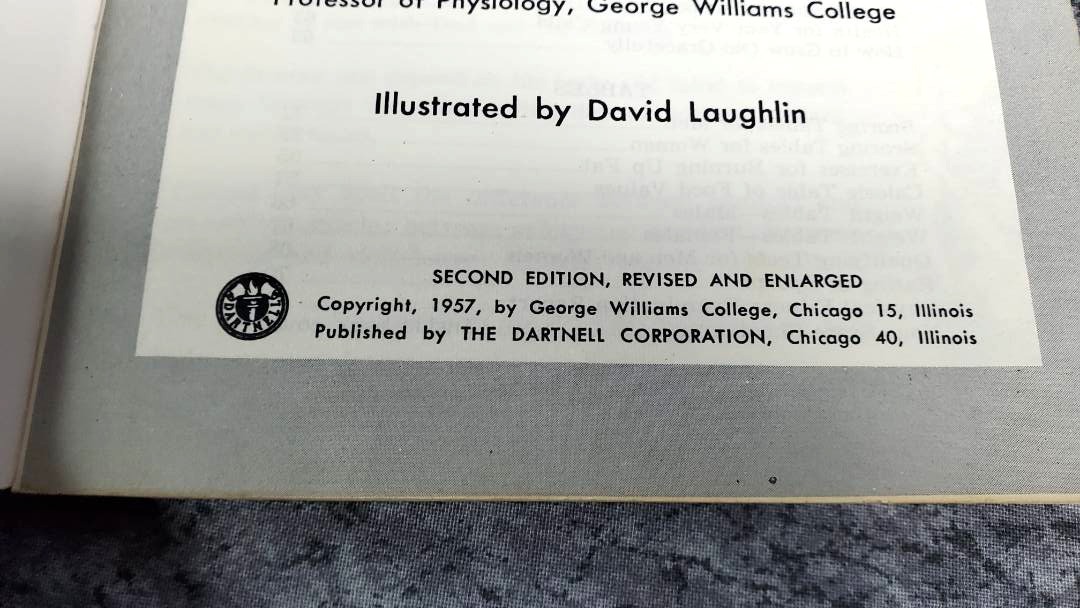 Professor of Physiology, George Williams College
Illustrated by David Laughlin
SECOND EDITION, REVISED AND ENLARGED
Copyright, 1957, by George Williams College, Chicago 15, Illinois
Published by THE DARTNELL CORPORATION, Chicago 40, Illinois
DARTNELL